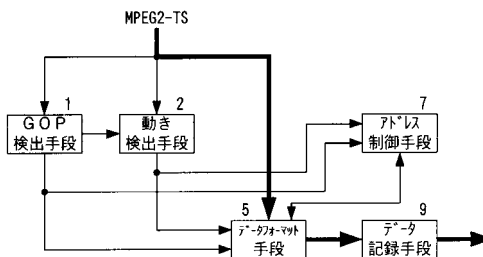 MPEG2-TS
1
GOP
検出手段
2
動き
検出手段
7
アドレス
制御手段
5
データフォーマット
手段
9
データ
記録手段